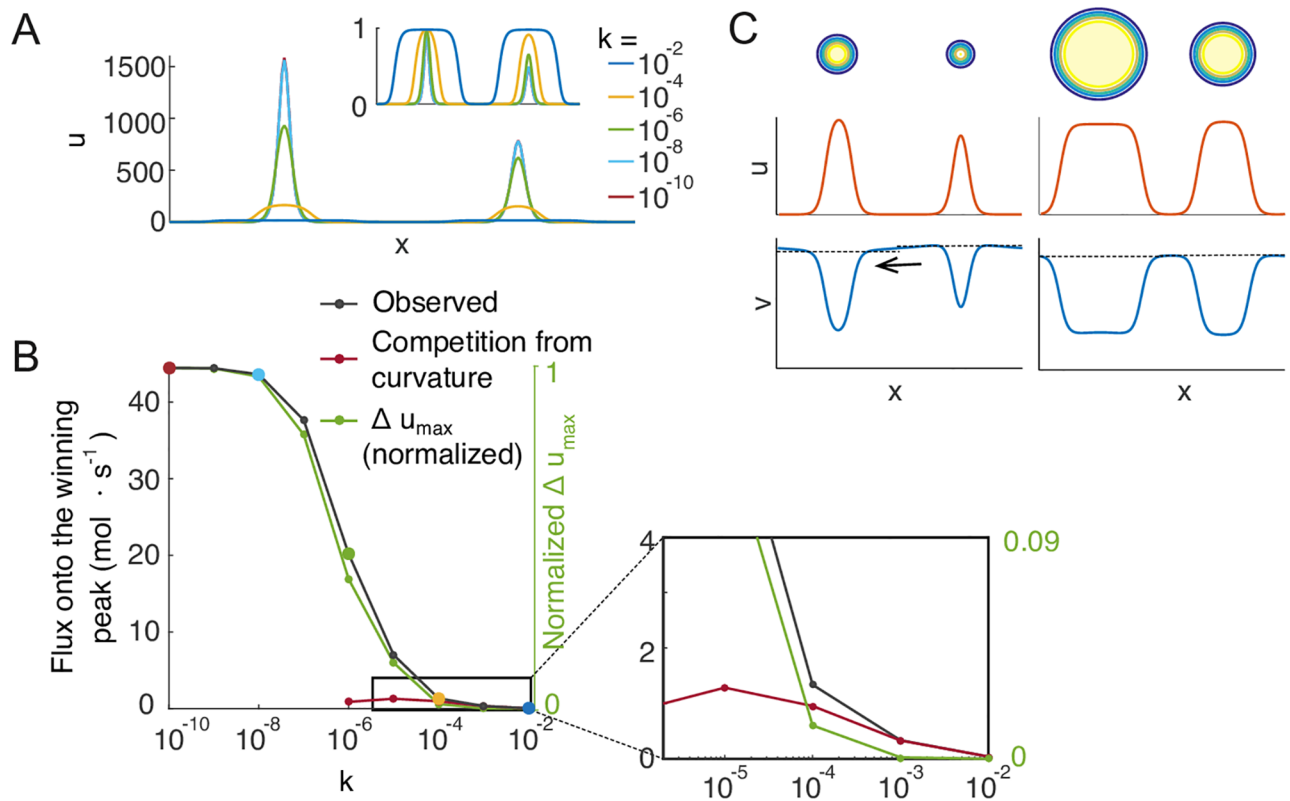 A
1500
1000
500
0
u
x
1
0
k =
10^-2
10^-4
10^-6
10^-8
10^-10
C
u
v
x
x
B
Observed
Competition from
curvature
Δ u_max
(normalized)
Flux onto the winning
peak (mol · s^-1 )
40
30
20
10
0
10^-10
10^-8
10^-6
10^-4
10^-2
k
1
0
Normalized Δ u_max
4
2
0
0.09
0
10^-5
10^-4
10^-3
10^-2